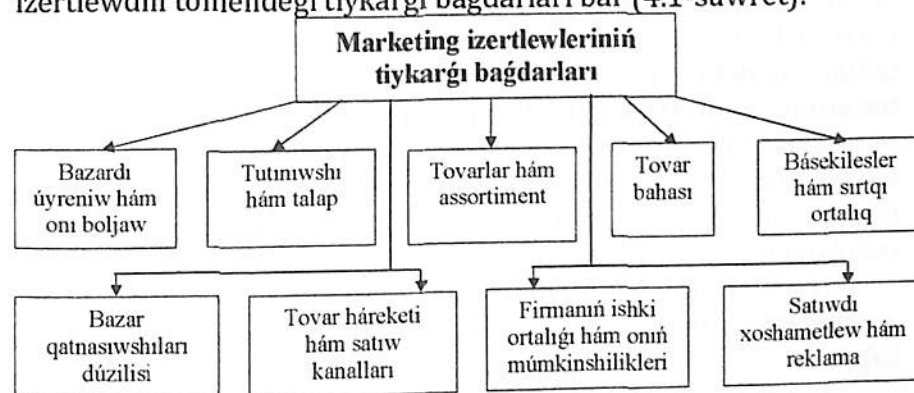 izertlewdiń tómendegi tiykarǵı baǵdarları bar (4.1-súwret).
Marketing izertlewleriniń
tiykarǵı baǵdarları
Bazardı
úyreniw hám
onı boljaw
Tutınıwshı
hám talap
Tovarlar hám
assortiment
Tovar
bahası
Básekilesler
hám sırtqı
ortalıq
Bazar
qatnasıwshıları
dúzilisi
Tovar háreketi
hám satıw
kanalları
Firmanıń ishki
ortalıǵı hám onıń
múmkinshilikleri
Satıwdı
xoshametlew hám
reklama